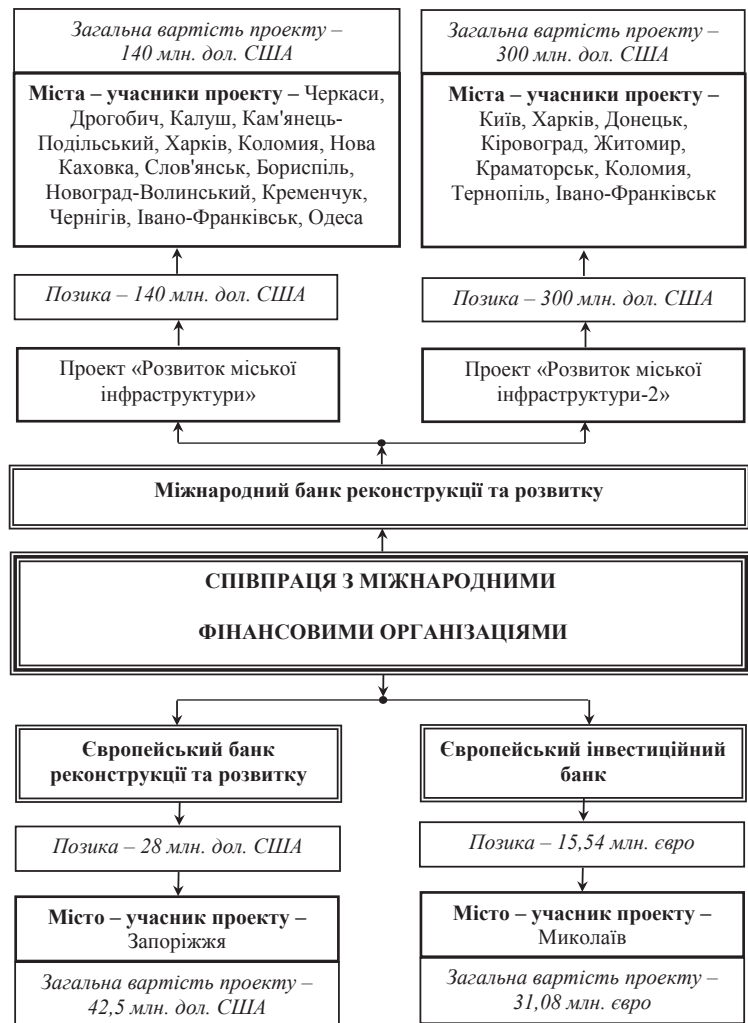 Загальна вартість проекту –
140 млн. дол. США
Міста – учасники проекту – Черкаси,
Дрогобич, Калуш, Кам'янець-
Подільський, Харків, Коломия, Нова
Каховка, Слов'янськ, Бориспіль,
Новоград-Волинський, Кременчук,
Чернігів, Івано-Франківськ, Одеса
Позика – 140 млн. дол. США
Проект «Розвиток міської
інфраструктури»
Загальна вартість проекту –
300 млн. дол. США
Міста – учасники проекту –
Київ, Харків, Донецьк,
Кіровоград, Житомир,
Краматорськ, Коломия,
Тернопіль, Івано-Франківськ
Позика – 300 млн. дол. США
Проект «Розвиток міської
інфраструктури-2»
Міжнародний банк реконструкції та розвитку
СПІВПРАЦЯ З МІЖНАРОДНИМИ
ФІНАНСОВИМИ ОРГАНІЗАЦІЯМИ
Європейський банк
реконструкції та розвитку
Позика – 28 млн. дол. США
Місто – учасник проекту –
Запоріжжя
Загальна вартість проекту –
42,5 млн. дол. США
Європейський інвестиційний
банк
Позика – 15,54 млн. євро
Місто – учасник проекту –
Миколаїв
Загальна вартість проекту –
31,08 млн. євро